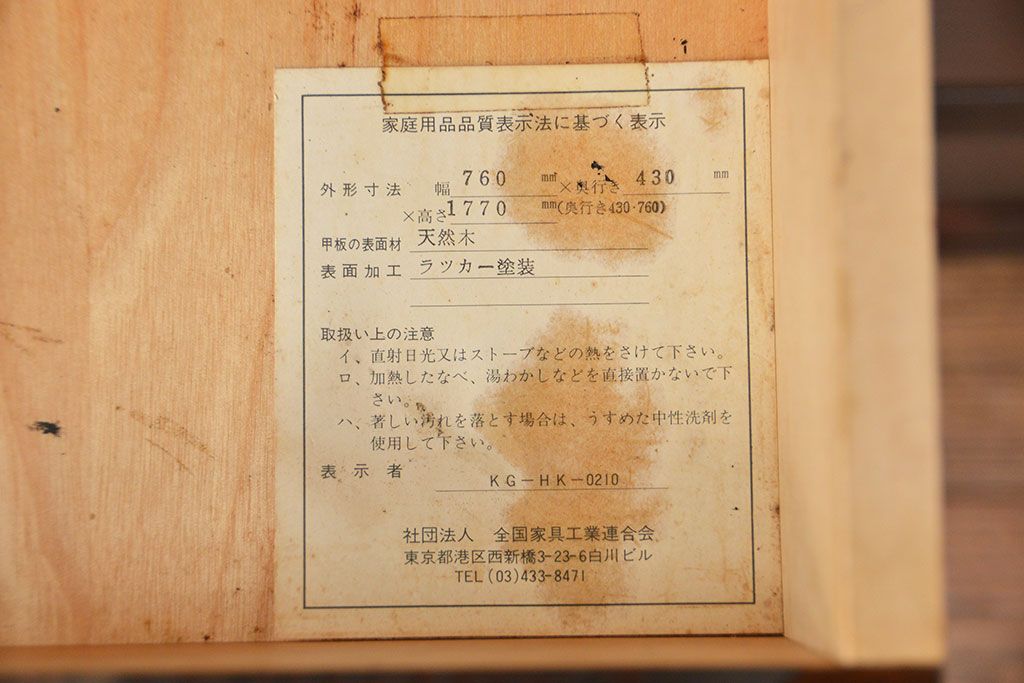 家庭用品品質表示法に基づく表示
外形寸法 幅 760 mm ×奥行き 430 mm
×高さ 1770 mm (奥行き430・760)
甲板の表面材 天然木
表面加工 ラツカー塗装
取扱い上の注意
イ、直射日光又はストーブなどの熱をさけて下さい。
ロ、加熱したなべ、湯わかしなどを直接置かないで下
さい。
ハ、著しい汚れを落とす場合は、うすめた中性洗剤を
使用して下さい。
表示者 KG-HK-0210
社団法人 全国家具工業連合会
東京都港区西新橋3-23-6白川ビル
TEL(03)433-8471